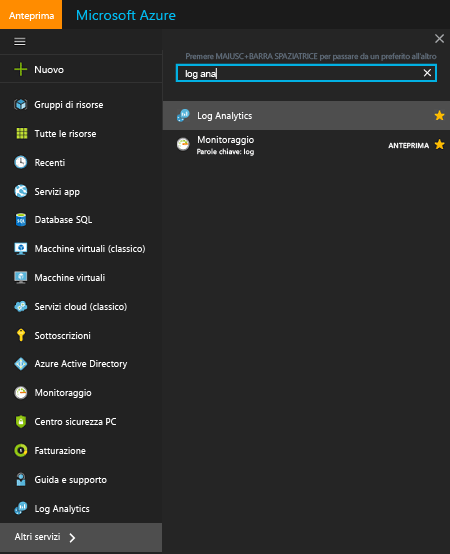 Anteprima
Microsoft Azure
Premere MAIUSC+BARRA SPAZIATRICE per passare da un preferito all'altro
log ana
Nuovo
Gruppi di risorse
Tutte le risorse
Recenti
Servizi app
Database SQL
Macchine virtuali (classico)
Macchine virtuali
Servizi cloud (classico)
Sottoscrizioni
Azure Active Directory
Monitoraggio
Centro sicurezza PC
Fatturazione
Guida e supporto
Log Analytics
Altri servizi
Log Analytics
Monitoraggio
Parole chiave: log
ANTEPRIMA